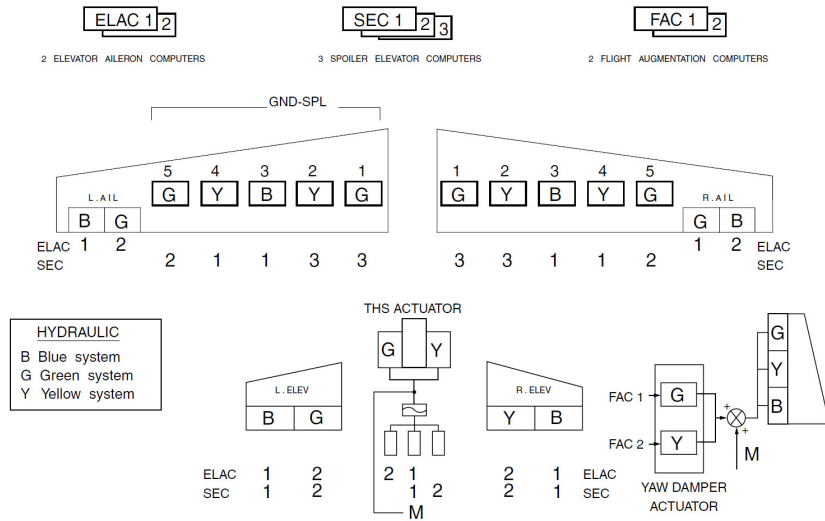 ELAC 1 2
SEC 1 2 3
FAC 1 2
2 ELEVATOR AILERON COMPUTERS
3 SPOILER ELEVATOR COMPUTERS
2 FLIGHT AUGMENTATION COMPUTERS
GND-SPL
5 4 3 2 1
G Y B Y G
L.AIL
B G
1 2 3 4 5
G Y B Y G
R.AIL
G B
ELAC 1 2
SEC 2 1 1 3 3
1 2 ELAC
3 3 1 1 2 SEC
HYDRAULIC
B Blue system
G Green system
Y Yellow system
THS ACTUATOR
G Y
L.ELEV
B G
R.ELEV
Y B
ELAC 1 2 2 1 2 1 ELAC
SEC 1 2 1 2 2 1 SEC
M
G
Y
B
FAC 1 G
FAC 2 Y
+
+
M
YAW DAMPER
ACTUATOR